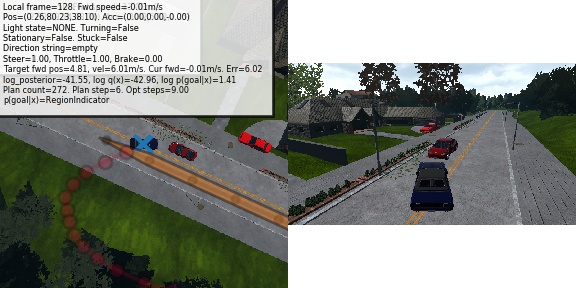 Local frame=128. Fwd speed=-0.01m/s
Pos=(0.26,80.23,38.10). Acc=(0.00,0.00,-0.00)
Light state=NONE. Turning=False
Stationary=False. Stuck=False
Direction string=empty
Steer=1.00, Throttle=1.00, Brake=0.00
Target fwd pos=4.81, vel=6.01m/s. Cur fwd=-0.01m/s. Err=6.02
log_posterior=-41.55, log q(x)=-42.96, log p(goal|x)=1.41
Plan count=272. Plan step=6. Opt steps=9.00
p(goal|x)=RegionIndicator